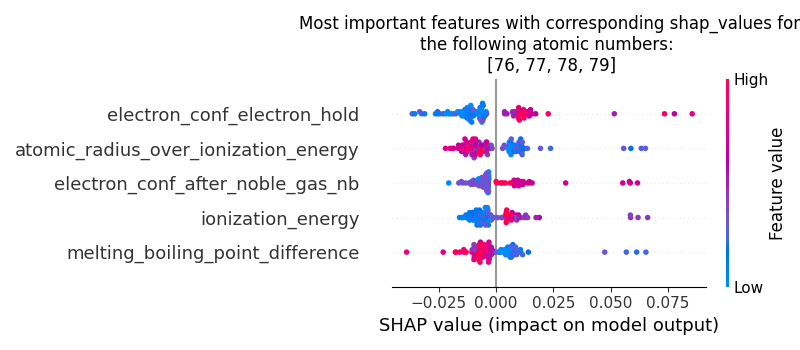 Most important features with corresponding shap_values for
the following atomic numbers:
[76, 77, 78, 79]
High
electron_conf_electron_hold
atomic_radius_over_ionization_energy
electron_conf_after_noble_gas_nb
ionization_energy
melting_boiling_point_difference
Feature value
Low
−0.025 0.000 0.025 0.050 0.075
SHAP value (impact on model output)